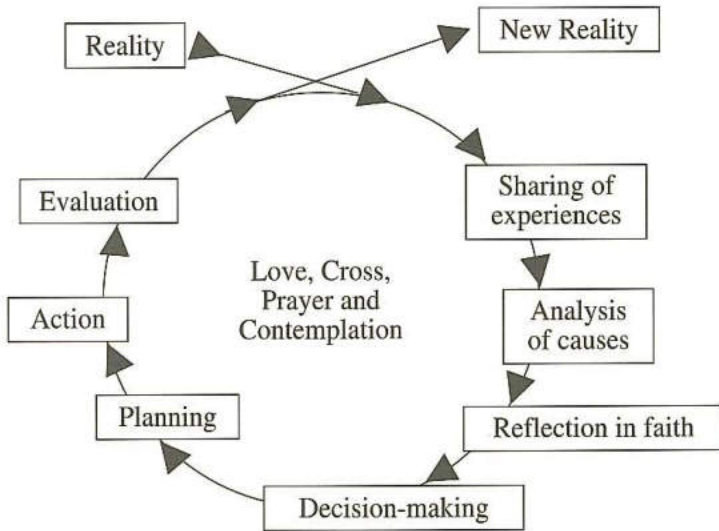 Reality
New Reality
Sharing of
experiences
Analysis
of causes
Reflection in faith
Decision-making
Planning
Action
Evaluation
Love, Cross,
Prayer and
Contemplation